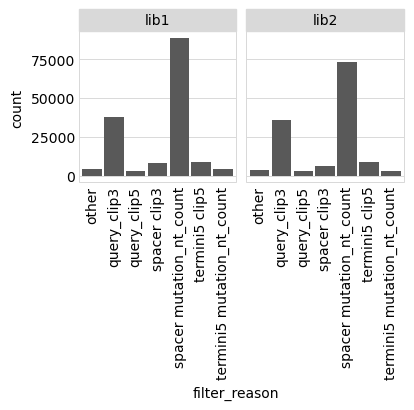 lib1
lib2
count
75000
50000
25000
0
other
query_clip3
query_clip5
spacer clip3
spacer mutation_nt_count
termini5 clip5
termini5 mutation_nt_count
other
query_clip3
query_clip5
spacer clip3
spacer mutation_nt_count
termini5 clip5
termini5 mutation_nt_count
filter_reason